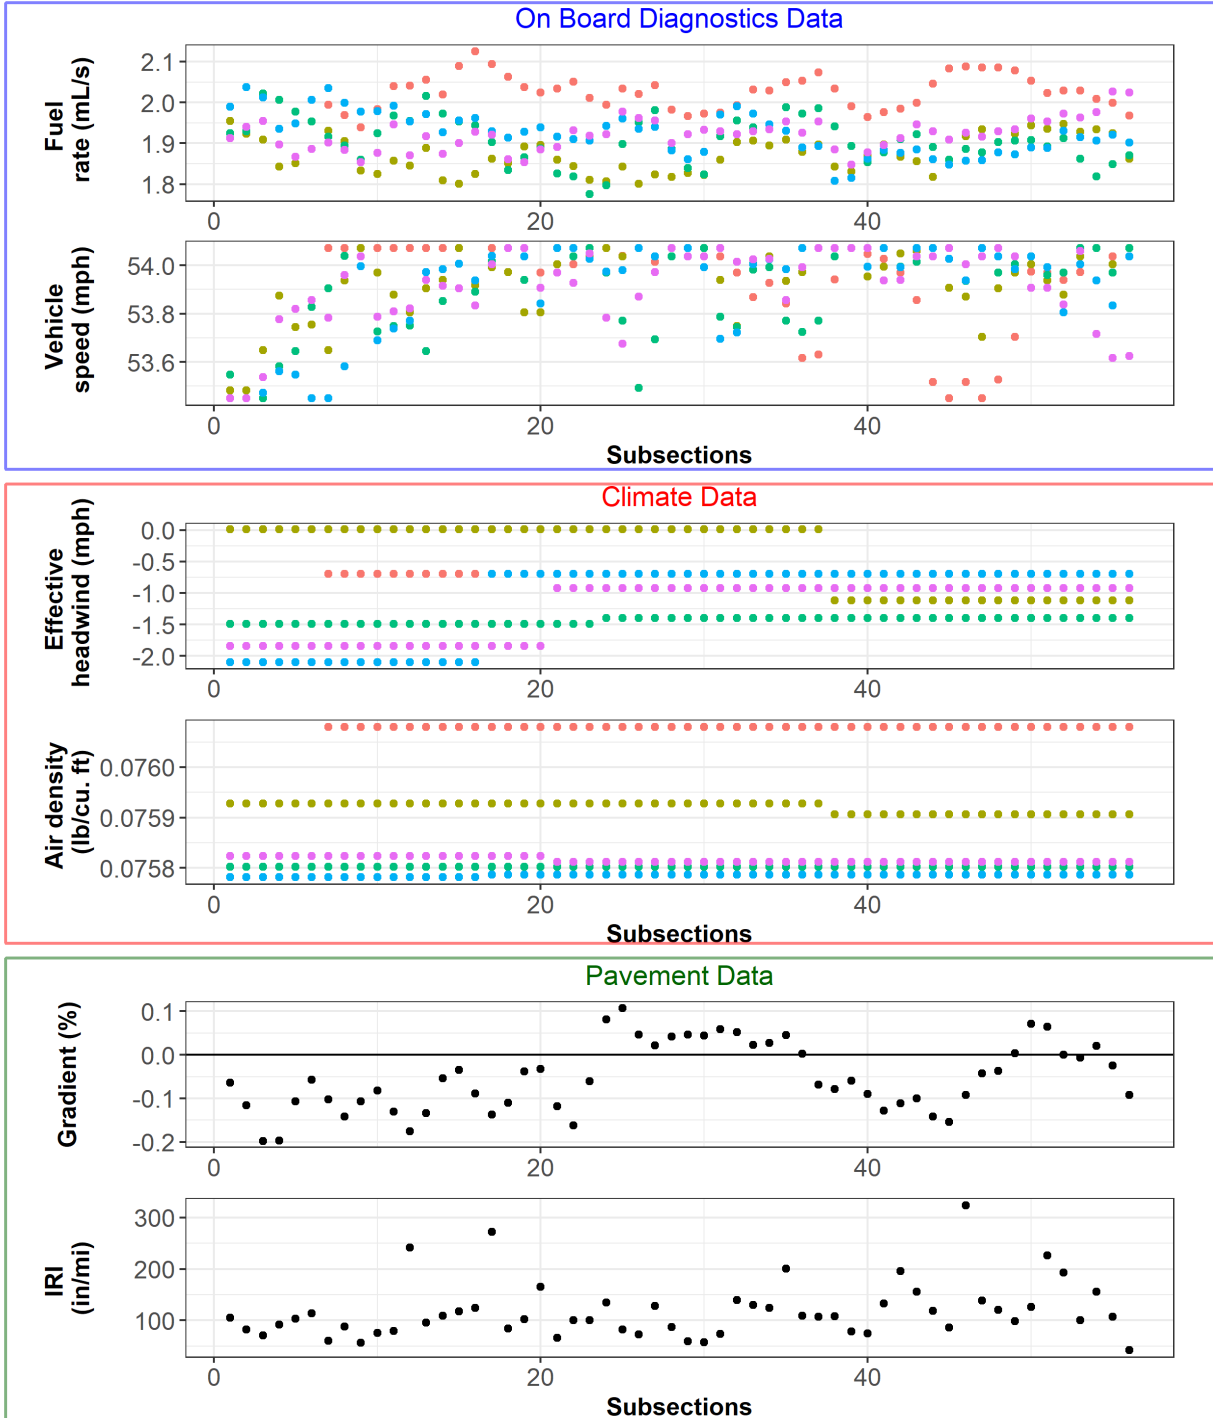 On Board Diagnostics Data
Fuel
rate (mL/s)
2.1
2.0
1.9
1.8
0
20
40
Vehicle
speed (mph)
54.0
53.8
53.6
0
20
40
Subsections
Climate Data
Effective
headwind (mph)
0.0
-0.5
-1.0
-1.5
-2.0
0
20
40
Air density
(lb/cu. ft)
0.0760
0.0759
0.0758
0
20
40
Subsections
Pavement Data
Gradient (%)
0.1
0.0
-0.1
-0.2
0
20
40
IRI
(in/mi)
300
200
100
0
20
40
Subsections